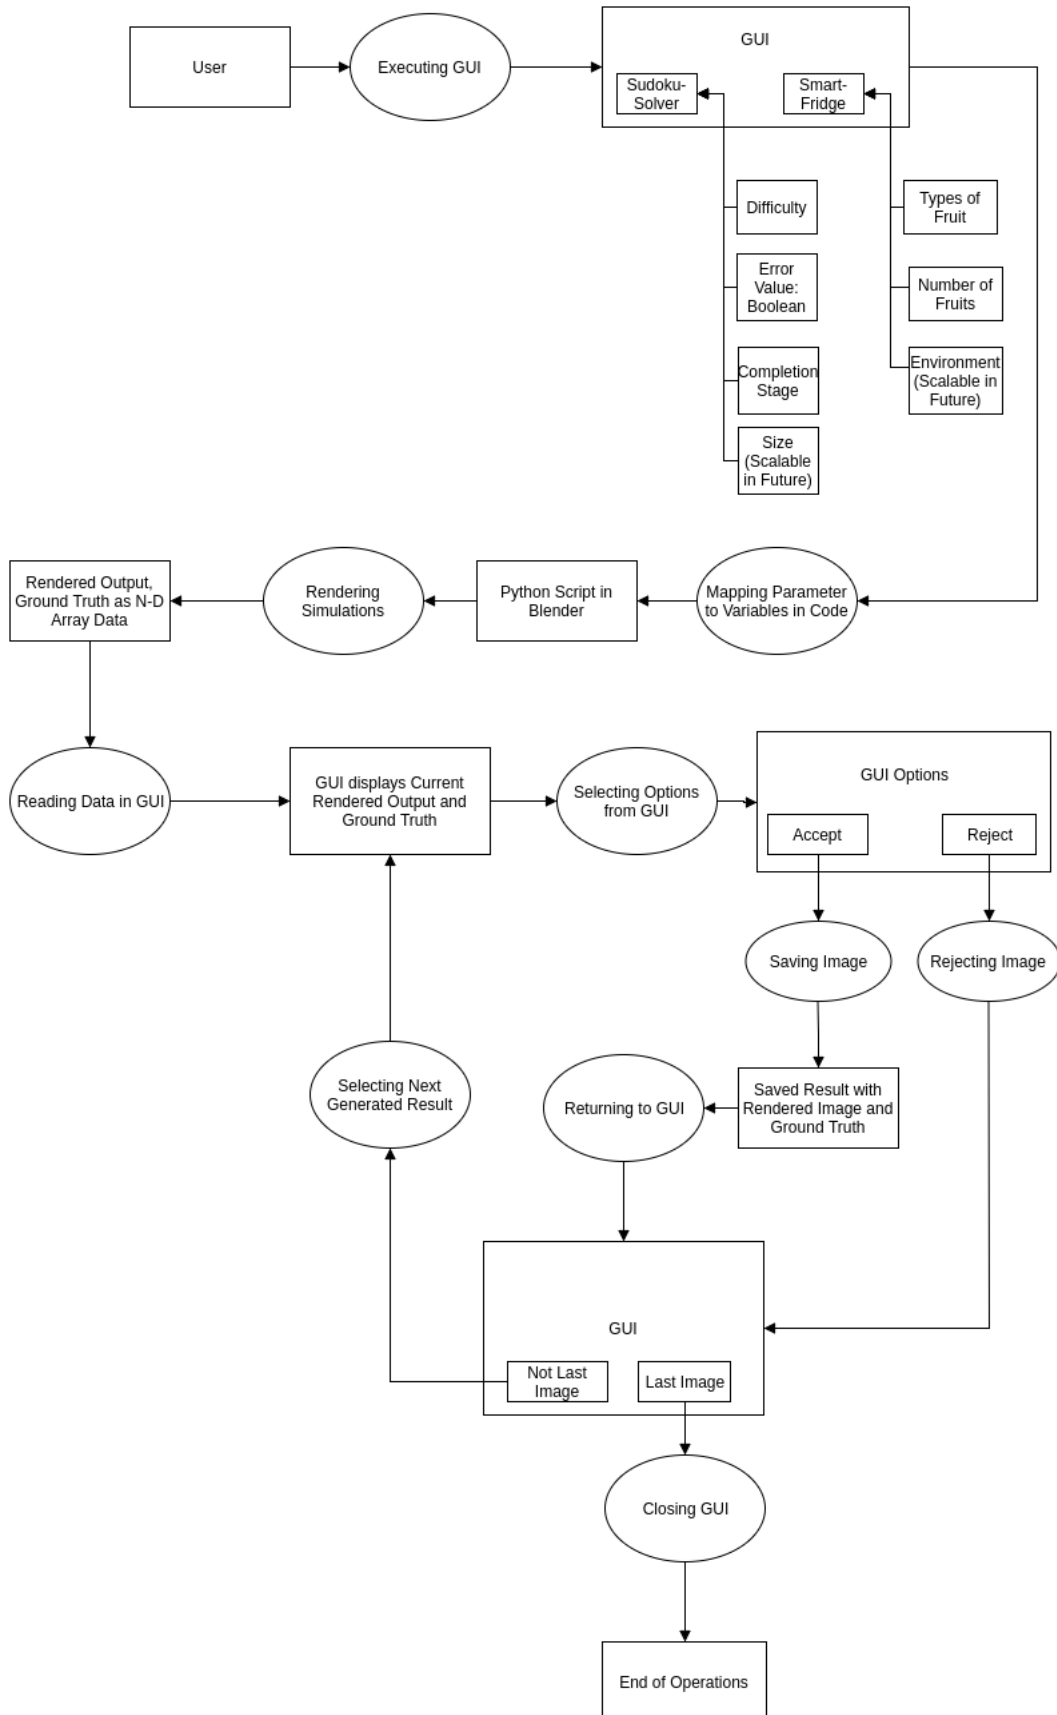 User
Executing GUI
GUI
Sudoku-
Solver
Smart-
Fridge
Difficulty
Types of
Fruit
Error
Value:
Boolean
Number of
Fruits
Completion
Stage
Environment
(Scalable in
Future)
Size
(Scalable
in Future)
Rendered Output,
Ground Truth as N-D
Array Data
Rendering
Simulations
Python Script in
Blender
Mapping Parameter
to Variables in Code
Reading Data in GUI
GUI displays Current
Rendered Output and
Ground Truth
Selecting Options
from GUI
GUI Options
Accept
Reject
Saving Image
Rejecting Image
Selecting Next
Generated Result
Returning to GUI
Saved Result with
Rendered Image and
Ground Truth
GUI
Not Last
Image
Last Image
Closing GUI
End of Operations